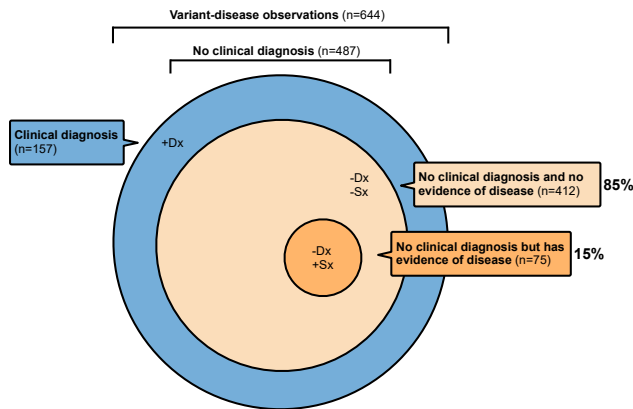 Variant-disease observations (n=644)
No clinical diagnosis (n=487)
Clinical diagnosis
(n=157)
+Dx
-Dx
-Sx
No clinical diagnosis and no
evidence of disease (n=412)
85%
-Dx
+Sx
No clinical diagnosis but has
evidence of disease (n=75)
15%